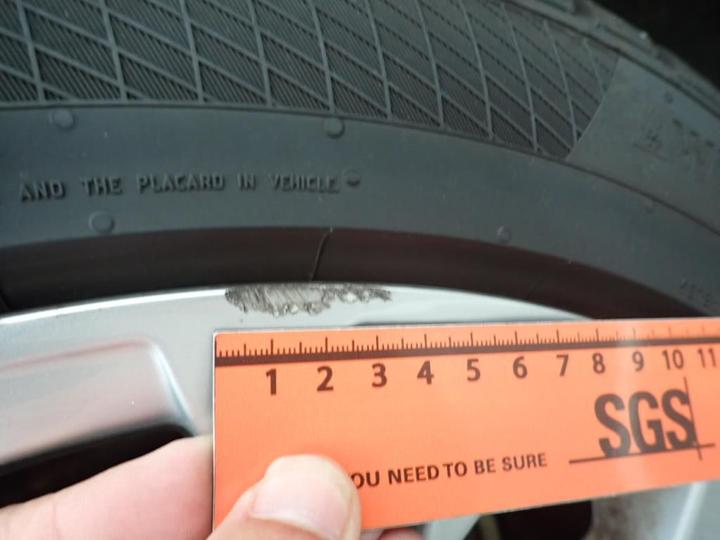 AND THE PLACARD IN VEHICLE
1 2 3 4 5 6 7 8 9 10 11
SGS
OU NEED TO BE SURE